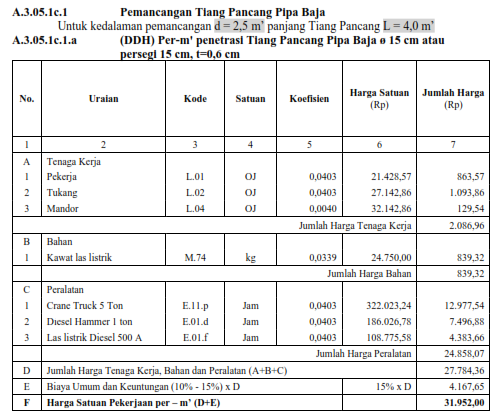 A.3.05.1c.1 Pemancangan Tiang Pancang Pipa Baja
Untuk kedalaman pemancangan d = 2,5 m' panjang Tiang Pancang L = 4,0 m'
A.3.05.1c.1.a (DDH) Per-m' penetrasi Tiang Pancang Pipa Baja ø 15 cm atau
persegi 15 cm, t=0,6 cm
No. Uraian Kode Satuan Koefisien Harga Satuan (Rp) Jumlah Harga (Rp)
1 2 3 4 5 6 7
A Tenaga Kerja
1 Pekerja L.01 OJ 0,0403 21.428,57 863,57
2 Tukang L.02 OJ 0,0403 27.142,86 1.093,86
3 Mandor L.04 OJ 0,0040 32.142,86 129,54
Jumlah Harga Tenaga Kerja 2.086,96
B Bahan
1 Kawat las listrik M.74 kg 0,0339 24.750,00 839,32
Jumlah Harga Bahan 839,32
C Peralatan
1 Crane Truck 5 Ton E.11.p Jam 0,0403 322.023,24 12.977,54
2 Diesel Hammer 1 ton E.01.d Jam 0,0403 186.026,78 7.496,88
3 Las listrik Diesel 500 A E.01.f Jam 0,0403 108.775,58 4.383,66
Jumlah Harga Peralatan 24.858,07
D Jumlah Harga Tenaga Kerja, Bahan dan Peralatan (A+B+C) 27.784,36
E Biaya Umum dan Keuntungan (10% - 15%) x D 15% x D 4.167,65
F Harga Satuan Pekerjaan per – m' (D+E) 31.952,00